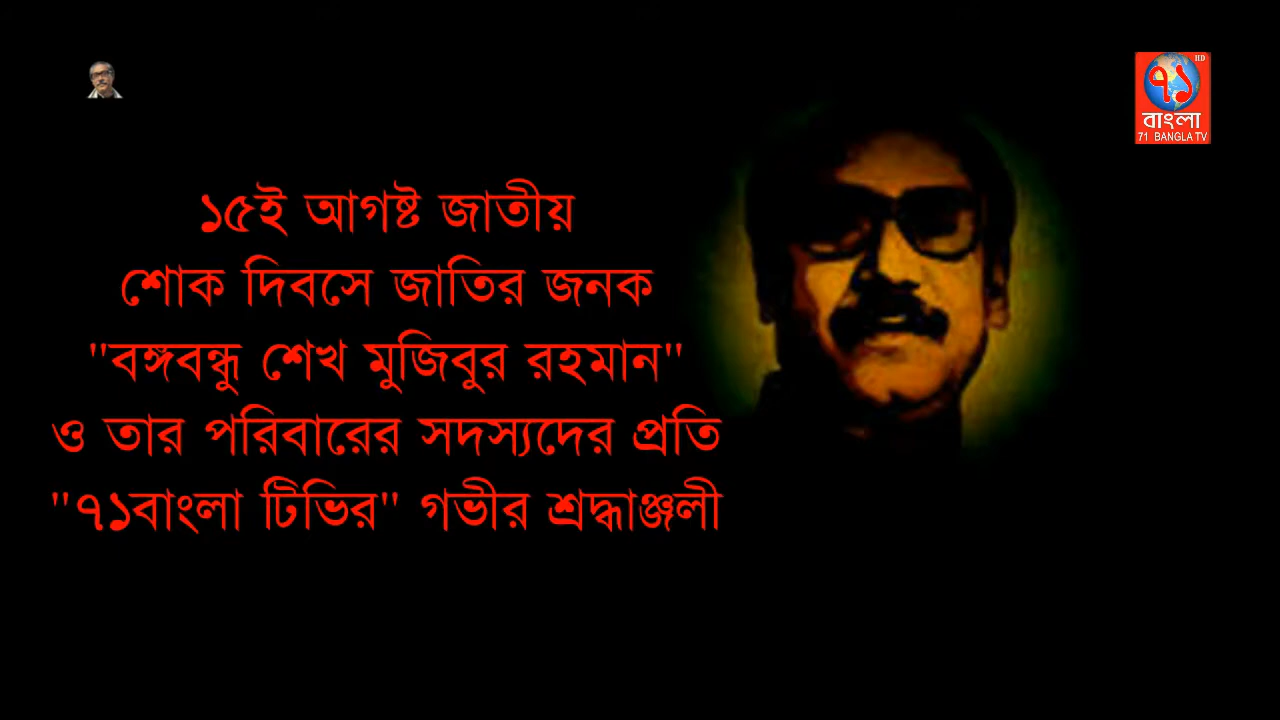 ৭১
HD
বাংলা
71 BANGLA TV
১৫ই আগষ্ট জাতীয়
শোক দিবসে জাতির জনক
"বঙ্গবন্ধু শেখ মুজিবুর রহমান"
ও তার পরিবারের সদস্যদের প্রতি
"৭১বাংলা টিভির" গভীর শ্রদ্ধাঞ্জলী